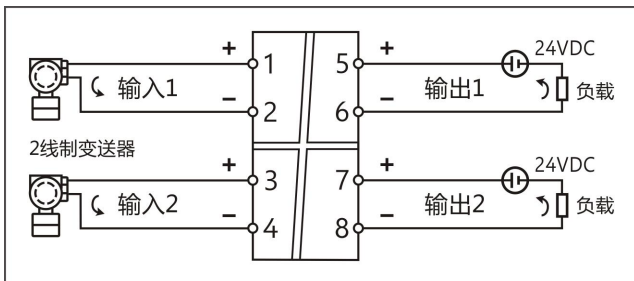 + 1 5 + 24VDC
输入1 输出1 负载
− 2 6 −
2线制变送器
+ 3 7 + 24VDC
输入2 输出2 负载
− 4 8 −